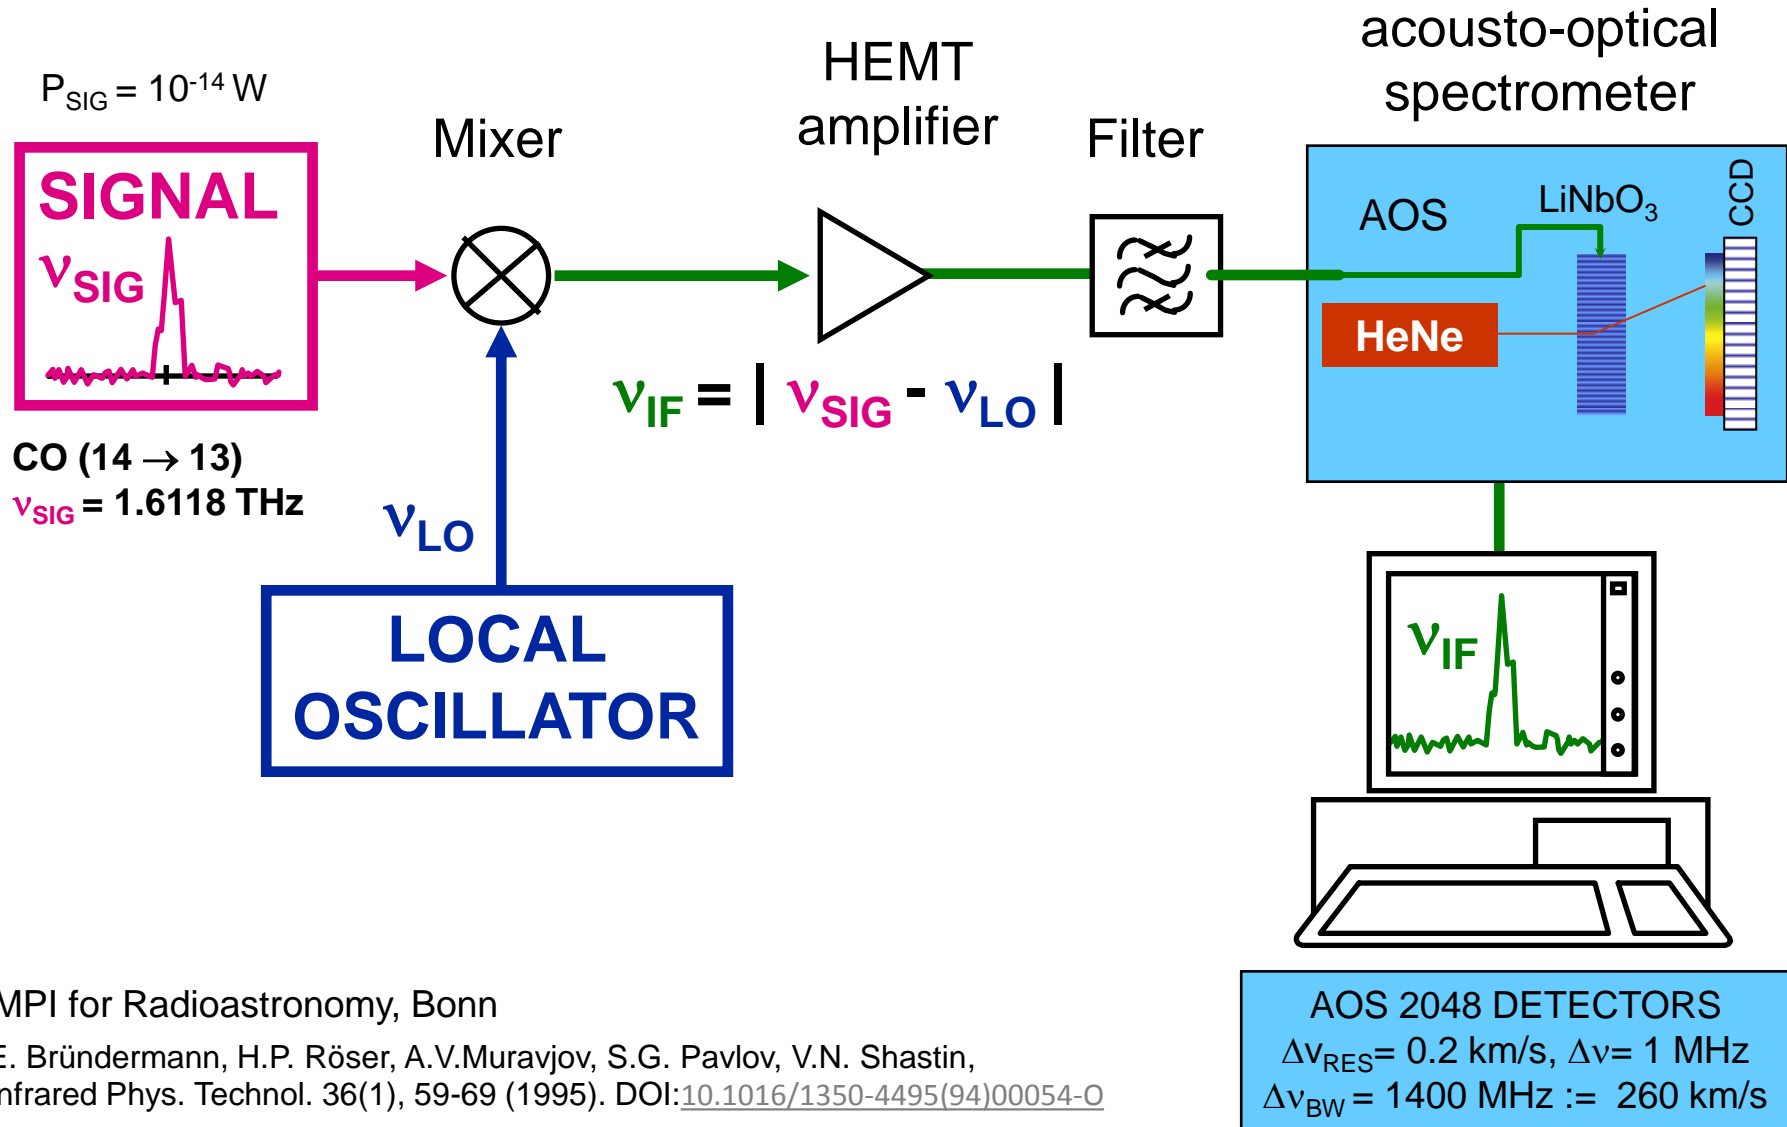 P_SIG = 10^-14 W
SIGNAL
ν_SIG
CO (14 → 13)
ν_SIG = 1.6118 THz
Mixer
ν_LO
LOCAL
OSCILLATOR
HEMT
amplifier
ν_IF = | ν_SIG - ν_LO |
Filter
acousto-optical
spectrometer
AOS
LiNbO₃
CCD
HeNe
ν_IF
AOS 2048 DETECTORS
Δv_RES= 0.2 km/s, Δν= 1 MHz
Δν_BW = 1400 MHz := 260 km/s
MPI for Radioastronomy, Bonn
E. Bründermann, H.P. Röser, A.V.Muravjov, S.G. Pavlov, V.N. Shastin,
nfrared Phys. Technol. 36(1), 59-69 (1995). DOI:10.1016/1350-4495(94)00054-O